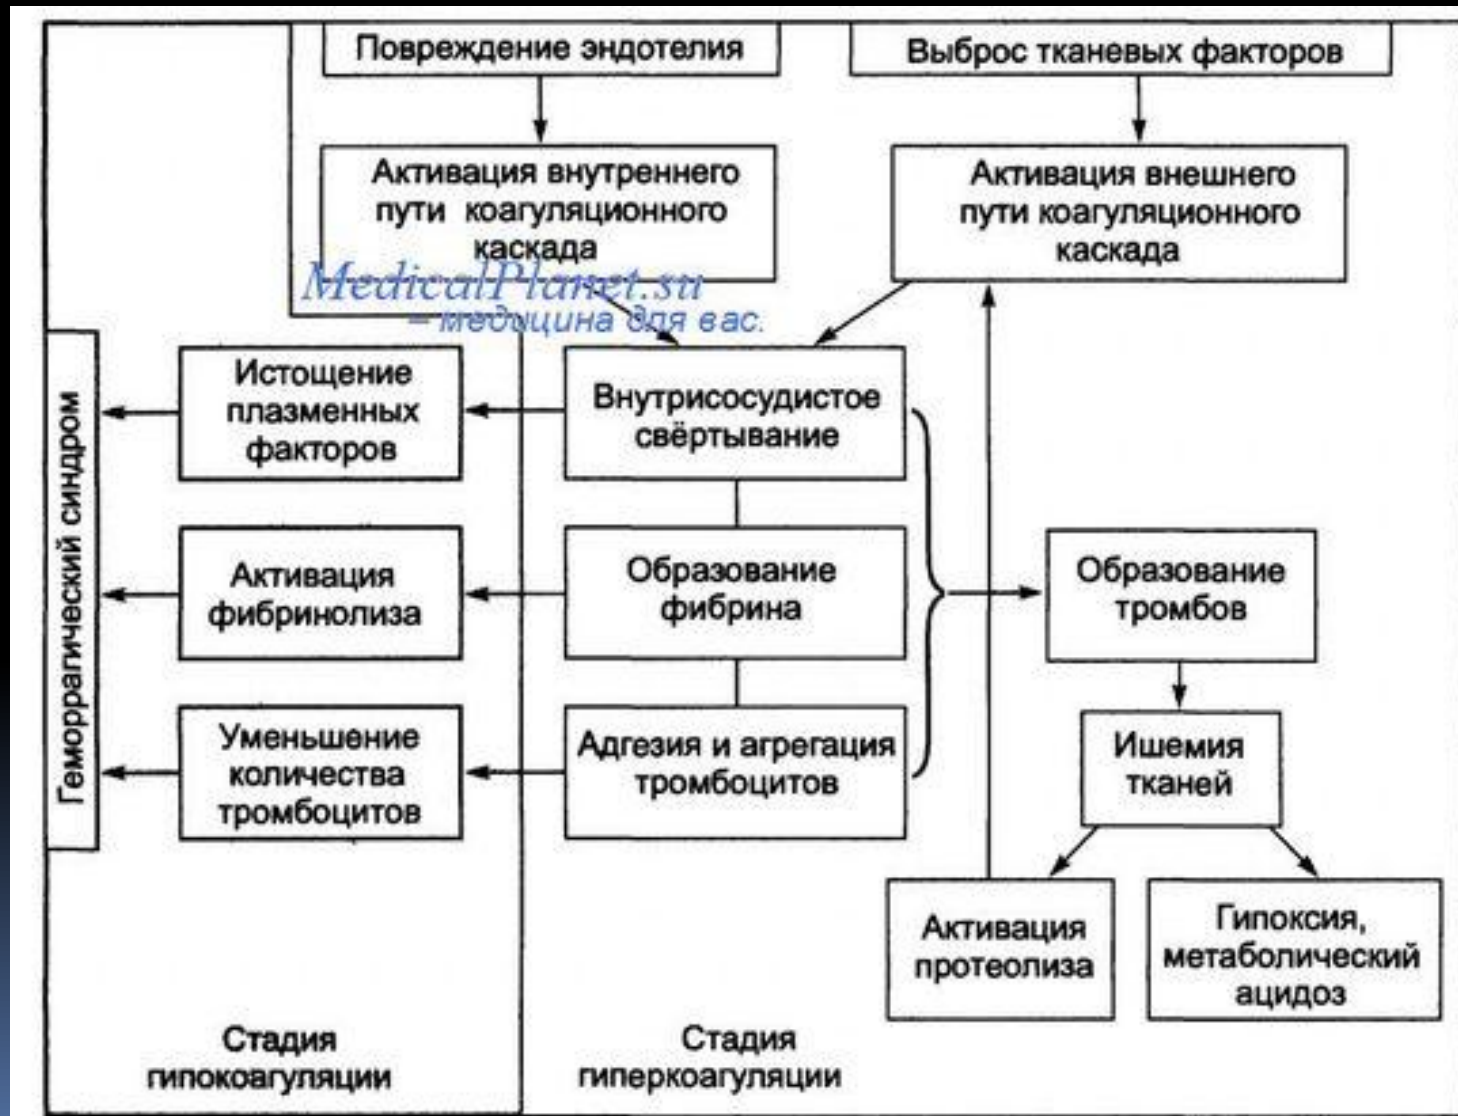 Повреждение эндотелия
Выброс тканевых факторов
Активация внутреннего
пути коагуляционного
каскада
Активация внешнего
пути коагуляционного
каскада
MedicalPlanet.su
– медицина для вас.
Геморрагический синдром
Истощение
плазменных
факторов
Внутрисосудистое
свёртывание
Активация
фибринолиза
Образование
фибрина
Образование
тромбов
Уменьшение
количества
тромбоцитов
Адгезия и агрегация
тромбоцитов
Ишемия
тканей
Активация
протеолиза
Гипоксия,
метаболический
ацидоз
Стадия
гипокоагуляции
Стадия
гиперкоагуляции